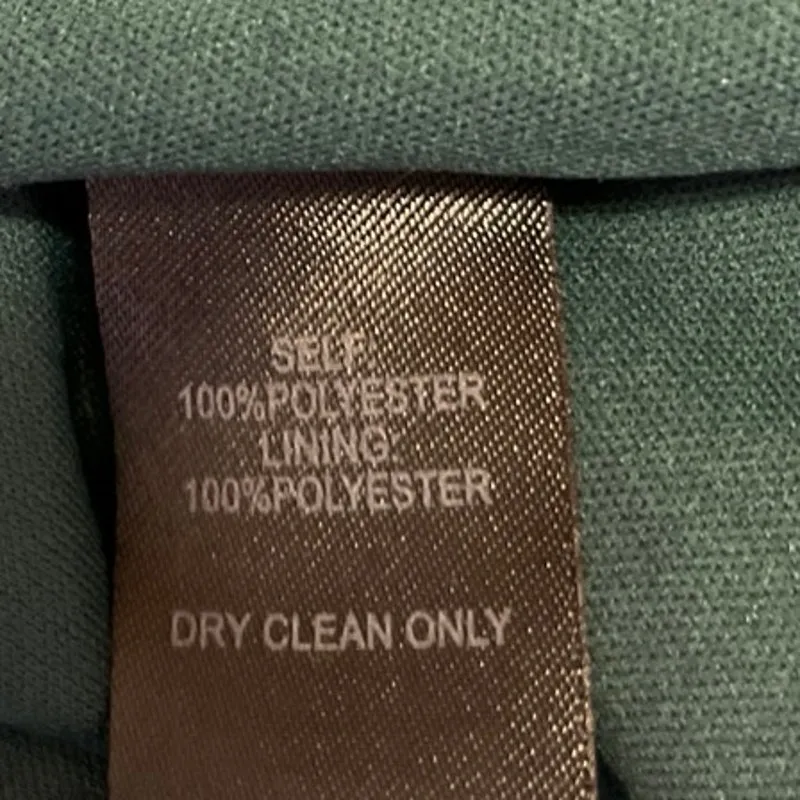 SELF:
100%POLYESTER
LINING:
100%POLYESTER
DRY CLEAN ONLY